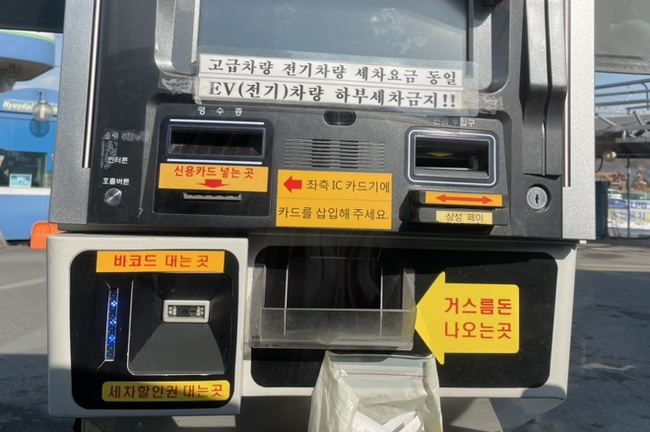 고급차량 전기차량 세차요금 동일
EV(전기)차량 하부세차금지!!
영 수 증
인터폰
호출버튼
신용카드 넣는곳
좌측 IC 카드기에
카드를 삽입해 주세요.
삼성 페이
바코드 대는 곳
세차할인권 대는곳
거스름돈
나오는곳
Hyundai